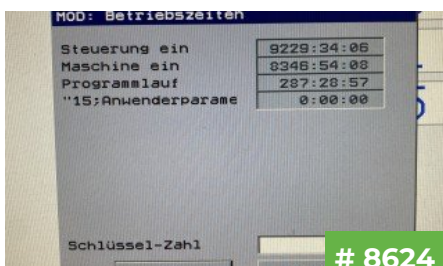 MOD: Betriebszeiten
Steuerung ein 9229:34:06
Maschine ein 8346:54:08
Programmlauf 287:28:57
"15;Anwenderparame 0:00:00
Schlüssel-Zahl
# 8624